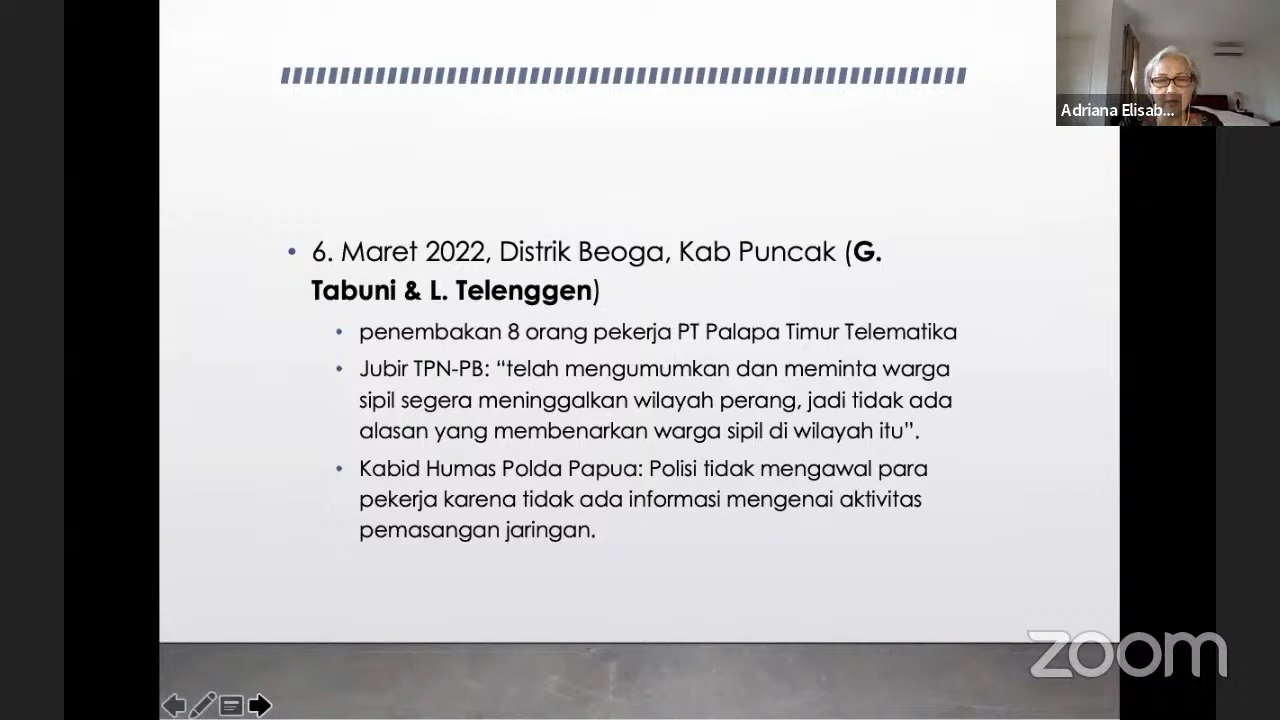 Adriana Elisab...
• 6. Maret 2022, Distrik Beoga, Kab Puncak (G.
Tabuni & L. Telenggen)
• penembakan 8 orang pekerja PT Palapa Timur Telematika
• Jubir TPN-PB: “telah mengumumkan dan meminta warga
sipil segera meninggalkan wilayah perang, jadi tidak ada
alasan yang membenarkan warga sipil di wilayah itu”.
• Kabid Humas Polda Papua: Polisi tidak mengawal para
pekerja karena tidak ada informasi mengenai aktivitas
pemasangan jaringan.
zoom